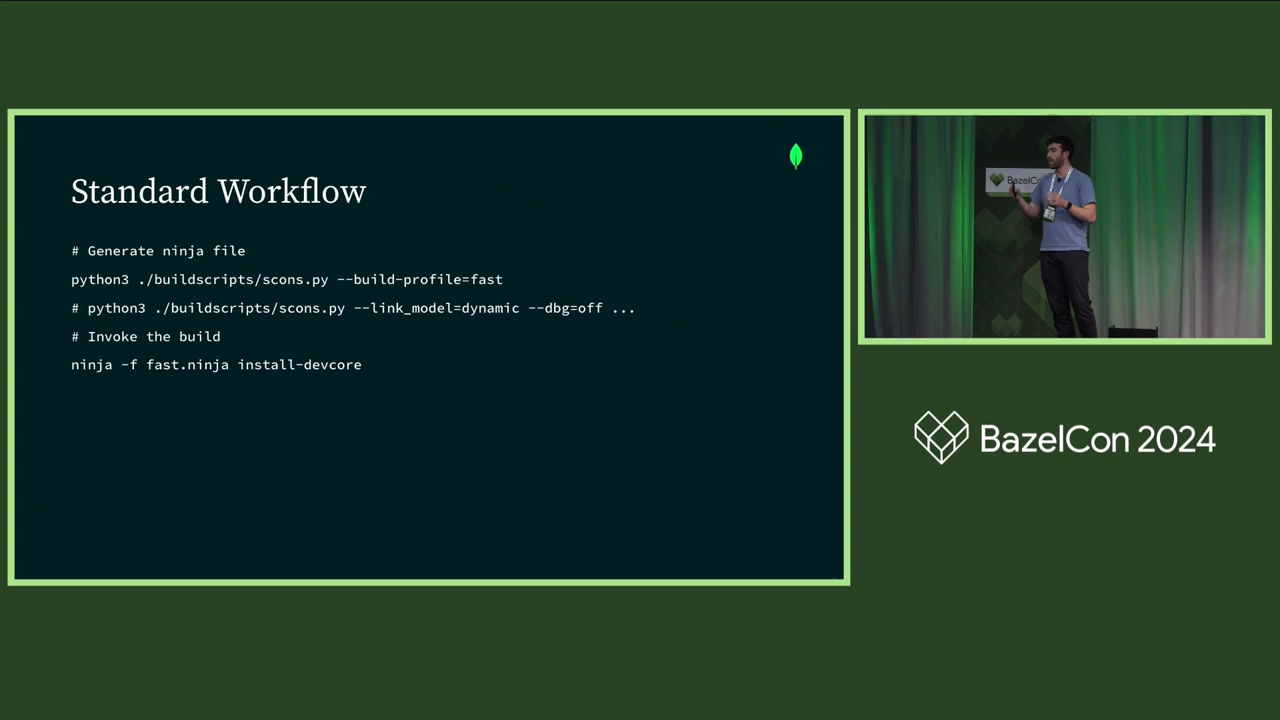 Standard Workflow
# Generate ninja file
python3 ./buildscripts/scons.py --build-profile=fast
# python3 ./buildscripts/scons.py --link_model=dynamic --dbg=off ...
# Invoke the build
ninja -f fast.ninja install-devcore
BazelCo
BazelCon 2024